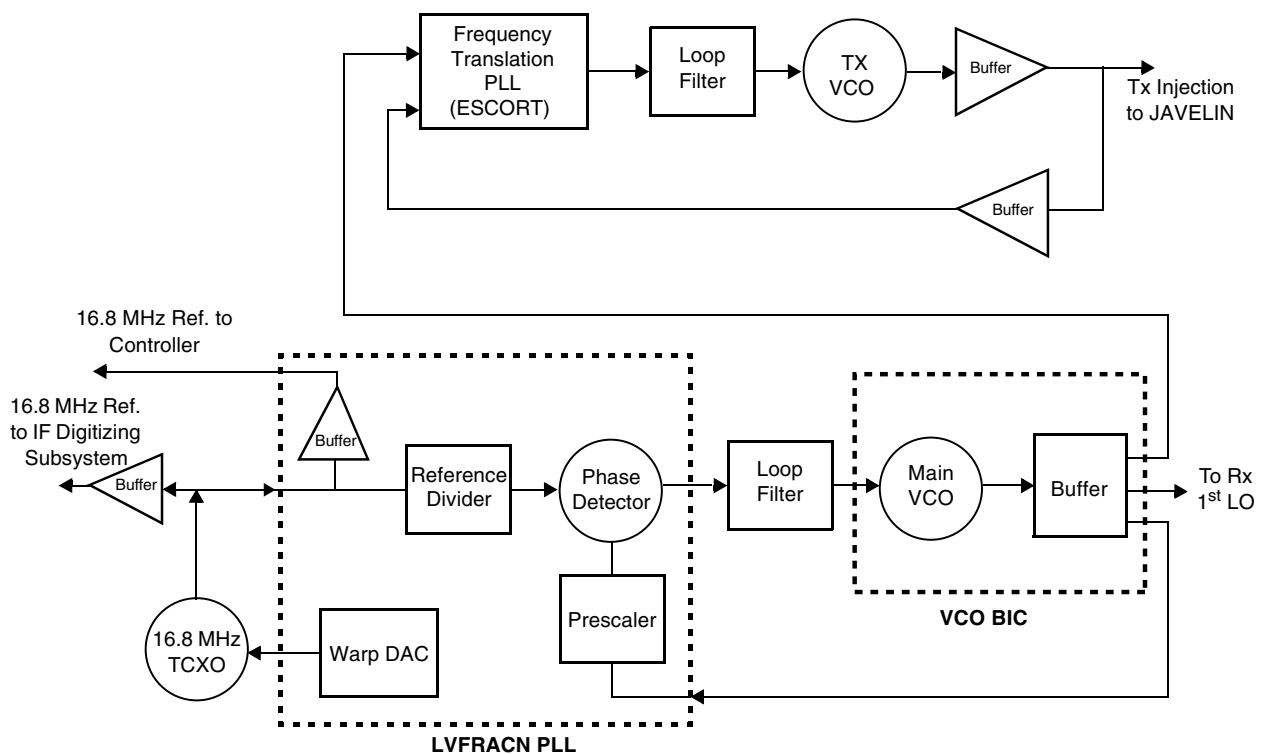 Frequency
Translation
PLL
(ESCORT)
Loop
Filter
TX
VCO
Buffer
Tx Injection
to JAVELIN
Buffer
16.8 MHz Ref. to
Controller
16.8 MHz Ref.
to IF Digitizing
Subsystem
Buffer
Buffer
Reference
Divider
Phase
Detector
Loop
Filter
Main
VCO
Buffer
To Rx
1st LO
Prescaler
VCO BIC
16.8 MHz
TCXO
Warp DAC
LVFRACN PLL